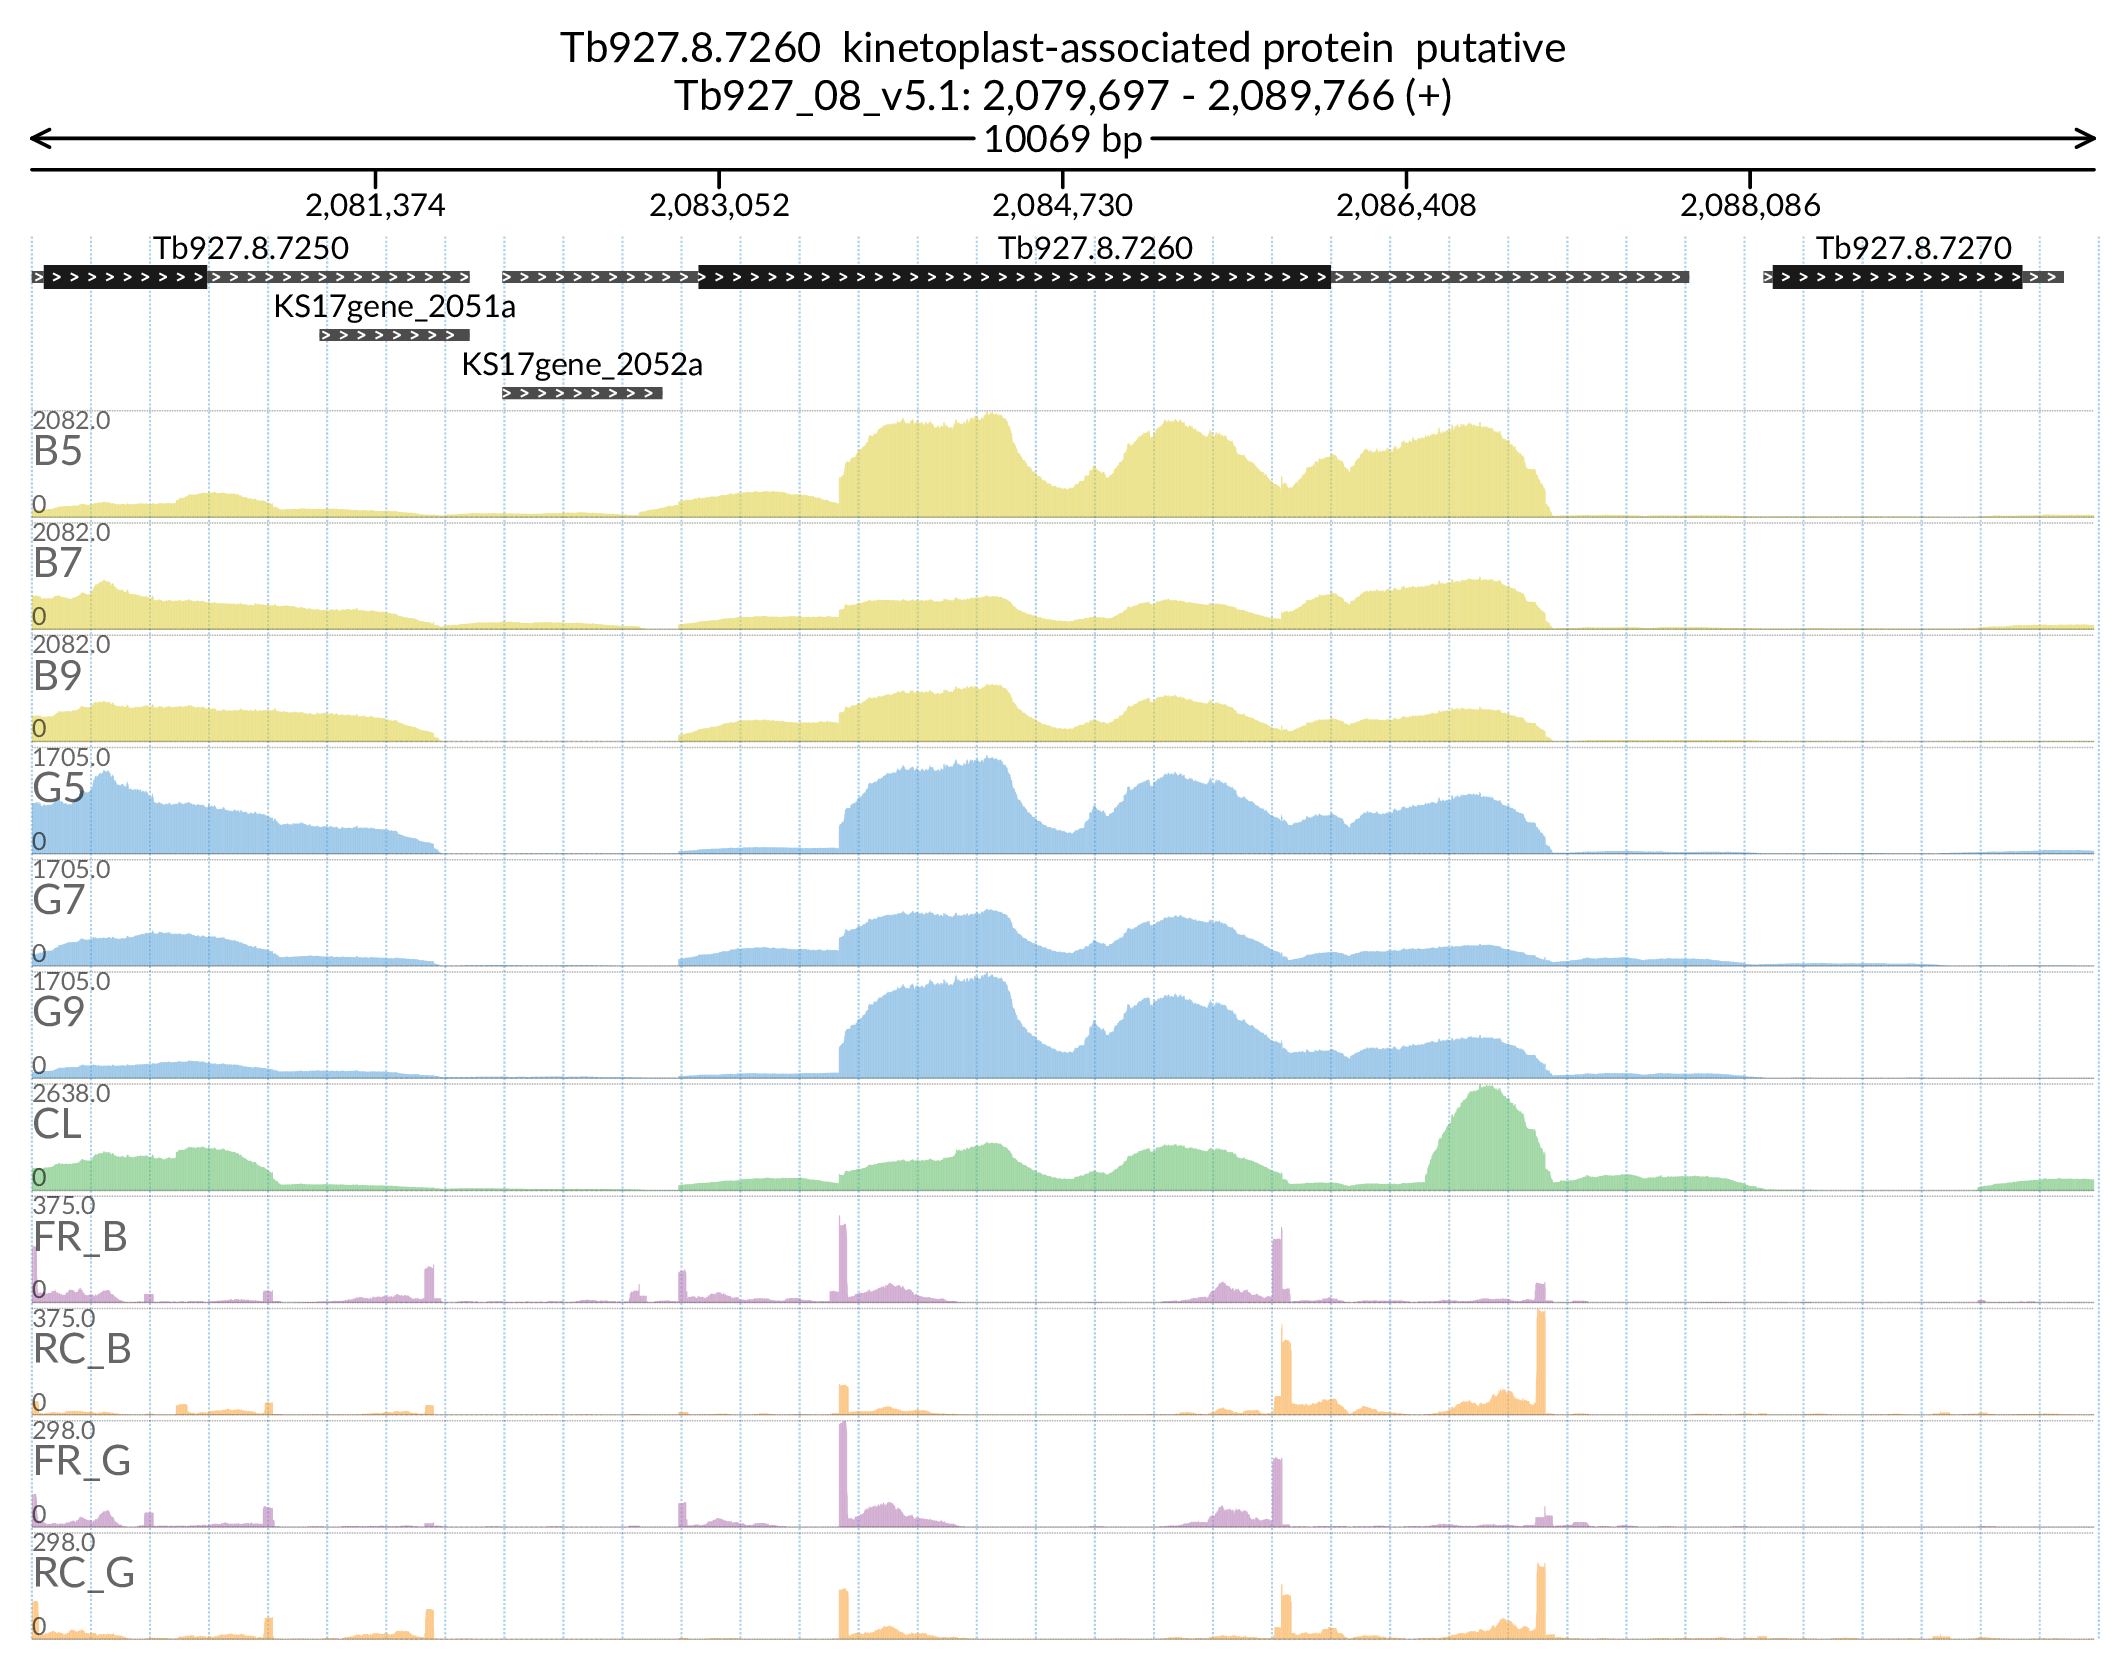 Tb927.8.7260 kinetoplast-associated protein putative
Tb927_08_v5.1: 2,079,697 - 2,089,766 (+)
10069 bp
2,081,374 2,083,052 2,084,730 2,086,408 2,088,086
Tb927.8.7250 Tb927.8.7260 Tb927.8.7270
KS17gene_2051a
KS17gene_2052a
2082.0
B5
0
2082.0
B7
0
2082.0
B9
0
1705.0
G5
0
1705.0
G7
0
1705.0
G9
0
2638.0
CL
0
375.0
FR_B
0
375.0
RC_B
0
298.0
FR_G
0
298.0
RC_G
0